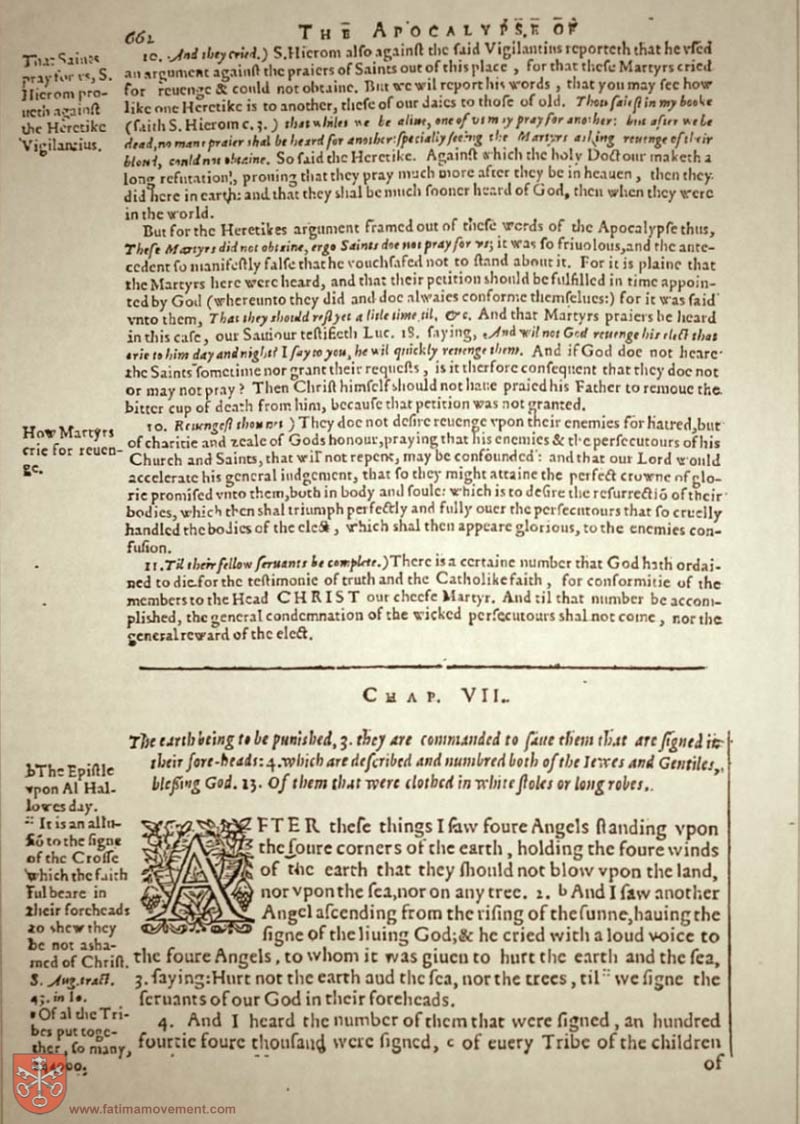 662
THE APOCALYPSE OF
That Saints
pray for vs, S.
Hierom pro-
ueth againſt
the Heretike
Vigilantius.
10. And they cried.) S. Hierom alſo againſt the ſaid Vigilantius reporteth that he vſed
an argument againſt the praiers of Saints out of this place, for that theſe Martyrs cried
for reuenge & could not obtaine. But we wil report his words, that you may ſee how
like one Heretike is to another, theſe of our daies to thoſe of old. Thou ſaieſt in my booke
(ſaith S. Hierom c. 3.) that whiles we be aliue, one of vs may pray for another: but after we be
dead, no mans praier ſhal be heard for another: ſpecially ſeeing the Martyrs asking reuenge of their
bloud, could not obtaine. So ſaid the Heretike. Againſt which the holy Doctour maketh a
long refutation, prouing that they pray much more after they be in heauen, then they
did here in earth: and that they ſhal be much ſooner heard of God, then when they were
in the world.
But for the Heretikes argument framed out of theſe words of the Apocalypſe thus,
Theſe Martyrs did not obtaine, ergo Saints doe not pray for vs; it was ſo friuolous, and the ante-
cedent ſo manifeſtly falſe that he vouchſafed not to ſtand about it. For it is plaine that
the Martyrs here were heard, and that their petition ſhould be fulfilled in time appoin-
ted by God (whereunto they did and doe alwaies conforme themſelues:) for it was ſaid
vnto them, That they ſhould reſt yet a litle time, til, &c. And that Martyrs praiers be heard
in this caſe, our Sauiour teſtifieth Luc. 18. ſaying, And wil not God reuenge his elect that
crie to him day and night? I ſay to you, he wil quickly reuenge them. And if God doe not heare
the Saints ſometime nor grant their requeſts, is it therfore conſequent that they doe not
or may not pray? Then Chriſt himſelf ſhould not haue praied his Father to remoue the
bitter cup of death from him, becauſe that petition was not granted.
How Martyrs
crie for reuen-
ge.
10. Reuengeſt thou not) They doe not deſire reuenge vpon their enemies for hatred, but
of charitie and zeale of Gods honour, praying that his enemies & the perſecutours of his
Church and Saints, that wil not repent, may be confounded: and that our Lord would
accelerate his general iudgement, that ſo they might attaine the perfect crowne of glo-
rie promiſed vnto them, both in body and ſoule: which is to deſire the reſurrectiō of their
bodies, which then ſhal triumph perfectly and fully ouer the perſecutours that ſo cruelly
handled the bodies of the elect, which ſhal then appeare glorious, to the enemies con-
fuſion.
11. Til their fellow ſeruants be complete.) There is a certaine number that God hath ordai-
ned to die for the teſtimonie of truth and the Catholike faith, for conformitie of the
members to the Head CHRIST our cheefe Martyr. And til that number be accom-
pliſhed, the general condemnation of the wicked perſecutours ſhal not come, nor the
general reward of the elect.
CHAP. VII.
The earth being to be puniſhed, 3. they are commanded to ſaue them that are ſigned in
their fore-heads: 4. which are deſcribed and numbred both of the Iewes and Gentiles,
bleßing God. 13. Of them that were clothed in white ſtoles or long robes.
b The Epiſtle
vpon Al Hal-
lowes day.
:: It is an allu-
ſiō to the ſigne
of the Croſſe
which the faith
ful beare in
their foreheads
to ſhew they
be not aſha-
med of Chriſt.
S. Aug. tract.
43. in Io.
c Of al the Tri-
bes put toge-
ther, ſo many,
144000.
AFTER theſe things I ſaw foure Angels ſtanding vpon
the foure corners of the earth, holding the foure winds
of the earth that they ſhould not blow vpon the land,
nor vpon the ſea, nor on any tree. 2. b And I ſaw another
Angel aſcending from the riſing of the ſunne, hauing the
ſigne of the liuing God; & he cried with a loud voice to
the foure Angels, to whom it was giuen to hurt the earth and the ſea,
3. ſaying: Hurt not the earth and the ſea, nor the trees, til :: we ſigne the
ſeruants of our God in their foreheads.
4. And I heard the number of them that were ſigned, an hundred
fourtie foure thouſand were ſigned, c of euery Tribe of the children
of
www.fatimamovement.com